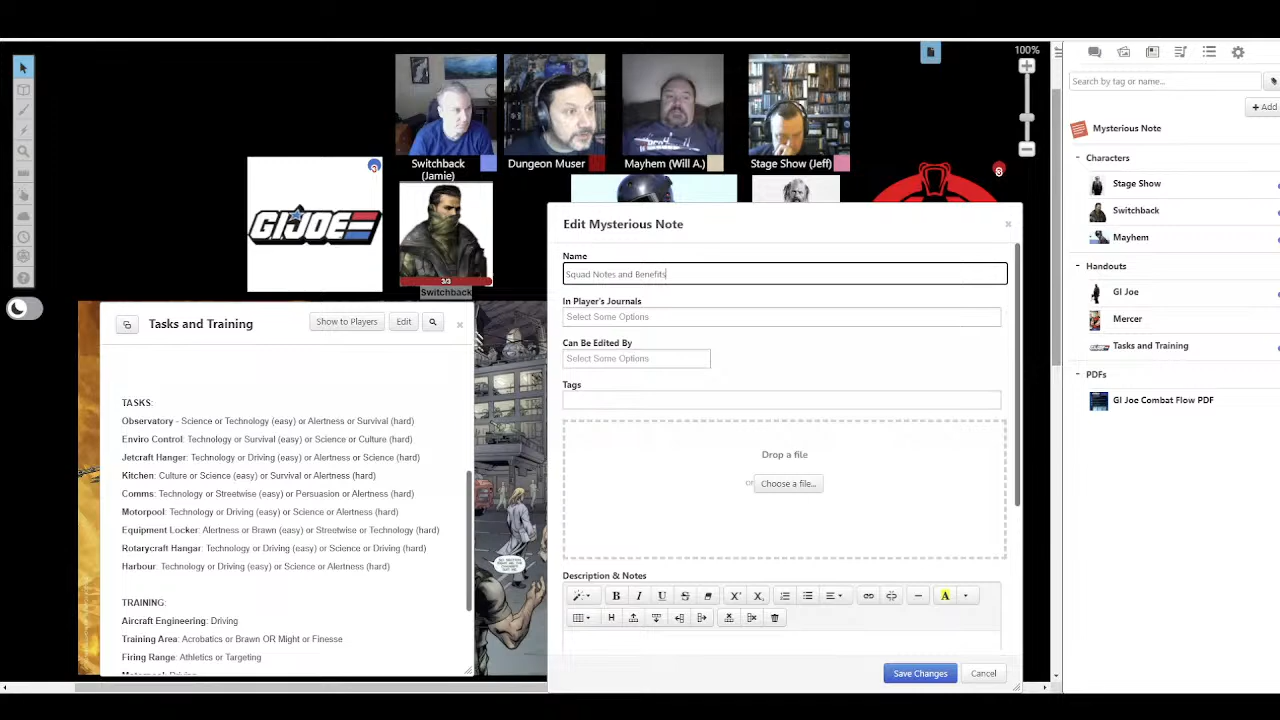 100%
Search by tag or name...
Add
Mysterious Note
Characters
Stage Show
Switchback
Mayhem
Handouts
GI Joe
Mercer
Tasks and Training
PDFs
GI Joe Combat Flow PDF
Switchback
(Jamie)
Dungeon Muser
Mayhem (Will A.)
Stage Show (Jeff)
GI JOE
3/3
Switchback
Tasks and Training
Show to Players
Edit
TASKS:
Observatory - Science or Technology (easy) or Alertness or Survival (hard)
Enviro Control: Technology or Survival (easy) or Science or Culture (hard)
Jetcraft Hanger: Technology or Driving (easy) or Alertness or Science (hard)
Kitchen: Culture or Science (easy) or Survival or Alertness (hard)
Comms: Technology or Streetwise (easy) or Persuasion or Alertness (hard)
Motorpool: Technology or Driving (easy) or Science or Alertness (hard)
Equipment Locker: Alertness or Brawn (easy) or Streetwise or Technology (hard)
Rotarycraft Hangar: Technology or Driving (easy) or Science or Driving (hard)
Harbour: Technology or Driving (easy) or Science or Alertness (hard)
TRAINING:
Aircraft Engineering: Driving
Training Area: Acrobatics or Brawn OR Might or Finesse
Firing Range: Athletics or Targeting
Motorpool: Driving
Edit Mysterious Note
Name
Squad Notes and Benefits
In Player's Journals
Select Some Options
Can Be Edited By
Select Some Options
Tags
Drop a file
or Choose a file...
Description & Notes
B I U S
X
H
A
Save Changes
Cancel